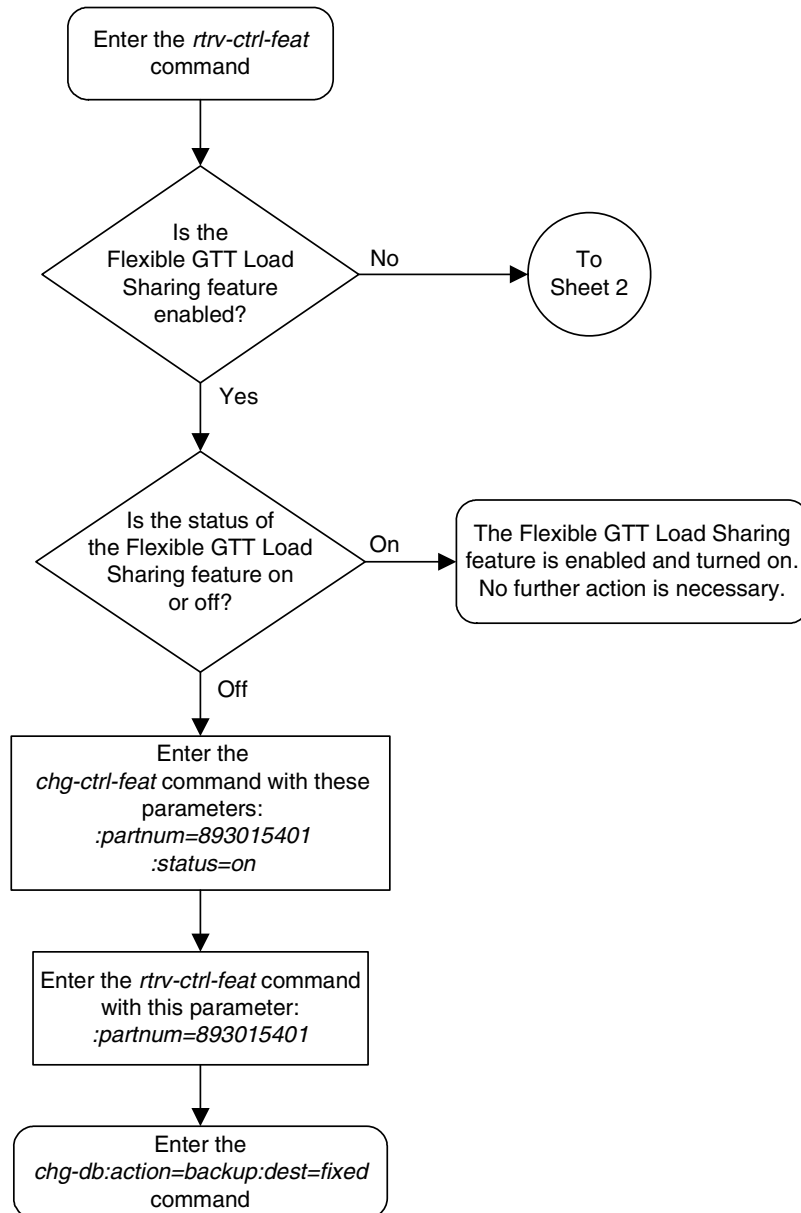 Enter the rtrv-ctrl-feat
command
Is the
Flexible GTT Load
Sharing feature
enabled?
No
To
Sheet 2
Yes
Is the status of
the Flexible GTT Load
Sharing feature on
or off?
On
The Flexible GTT Load Sharing
feature is enabled and turned on.
No further action is necessary.
Off
Enter the
chg-ctrl-feat command with these
parameters:
:partnum=893015401
:status=on
Enter the rtrv-ctrl-feat command
with this parameter:
:partnum=893015401
Enter the
chg-db:action=backup:dest=fixed
command